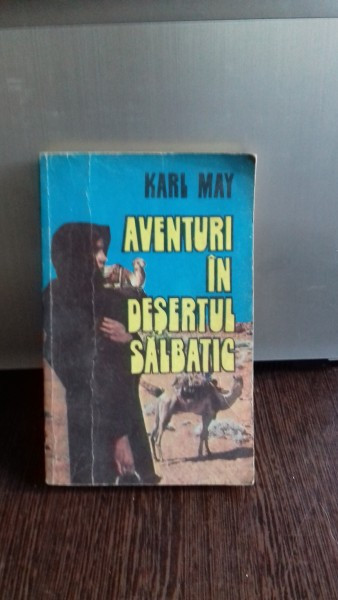 KARL MAY
AVENTURI
ÎN
DEȘERTUL
SĂLBATIC